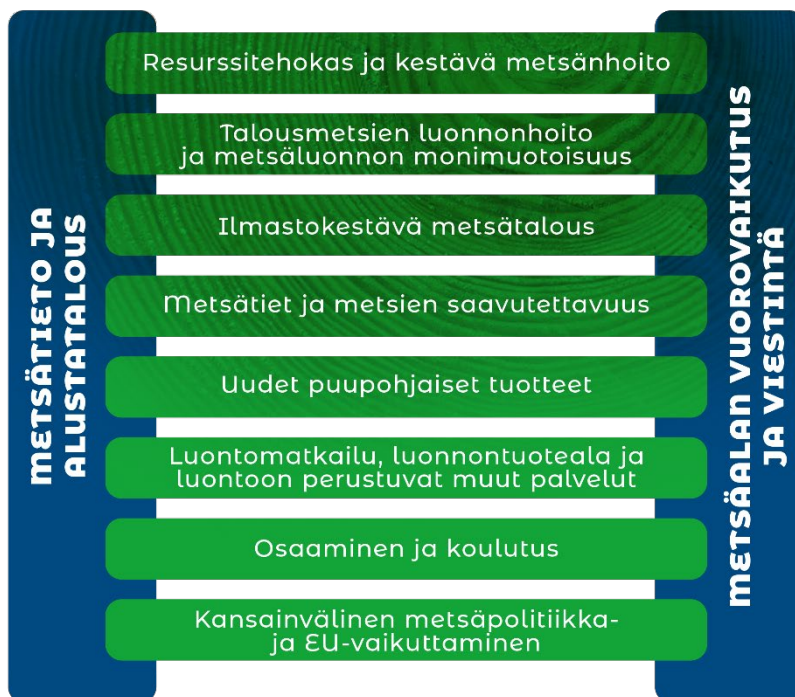 METSÄTIETO JA
ALUSTATALOUS
Resurssitehokas ja kestävä metsänhoito
Talousmetsien luonnonhoito
ja metsäluonnon monimuotoisuus
Ilmastokestävä metsätalous
Metsätiet ja metsien saavutettavuus
Uudet puupohjaiset tuotteet
Luontomatkailu, luonnontuoteala ja
luontoon perustuvat muut palvelut
Osaaminen ja koulutus
Kansainvälinen metsäpolitiikka-
ja EU-vaikuttaminen
METSÄALAN VUOROVAIKUTUS
JA VIESTINTÄ